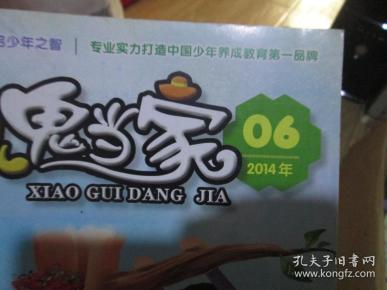 少年之智 | 专业实力打造中国少年养成教育第一品牌
鬼当家
XIAO GUI DANG JIA
06
2014年
孔夫子旧书网
www.kongfz.com